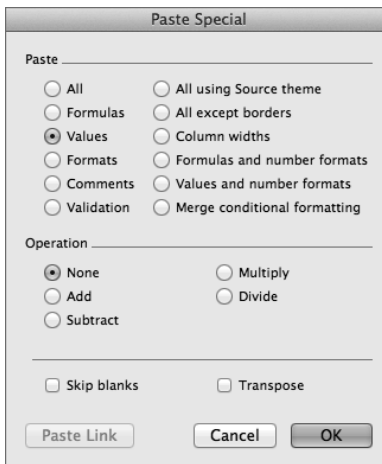 Paste Special
Paste
All
All using Source theme
Formulas
All except borders
Values
Column widths
Formats
Formulas and number formats
Comments
Values and number formats
Validation
Merge conditional formatting
Operation
None
Multiply
Add
Divide
Subtract
Skip blanks
Transpose
Paste Link
Cancel
OK